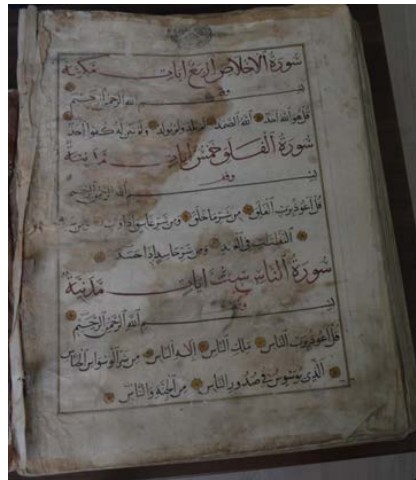 سورة الاخلاص اربع ايات مكية
بسم الله الرحمن الرحيم
قل هو الله احد الله الصمد لم يلد ولم يولد ولم يكن له كفوا احد
سورة الفلق خمس ايات مدنية
بسم الله الرحمن الرحيم
قل اعوذ برب الفلق من شر ما خلق ومن شر غاسق اذا وقب ومن شر
النفاثات في العقد ومن شر حاسد اذا حسد
سورة الناس ست ايات مدنية
بسم الله الرحمن الرحيم
قل اعوذ برب الناس ملك الناس اله الناس من شر الوسواس الخناس
الذي يوسوس في صدور الناس من الجنة والناس